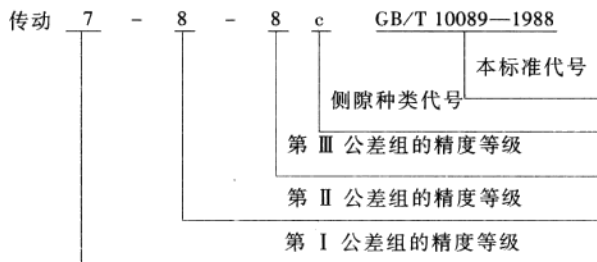 传动 7 - 8 - 8 c GB/T 10089—1988
本标准代号
侧隙种类代号
第 Ⅲ 公差组的精度等级
第 Ⅱ 公差组的精度等级
第 Ⅰ 公差组的精度等级